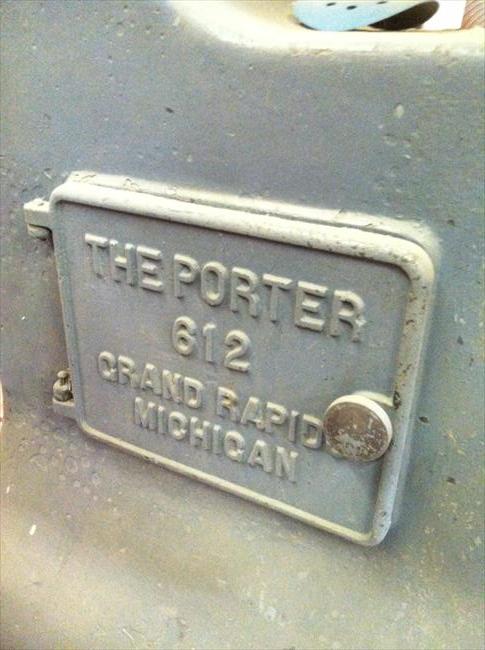 THE PORTER
612
GRAND RAPID
MICHIGAN